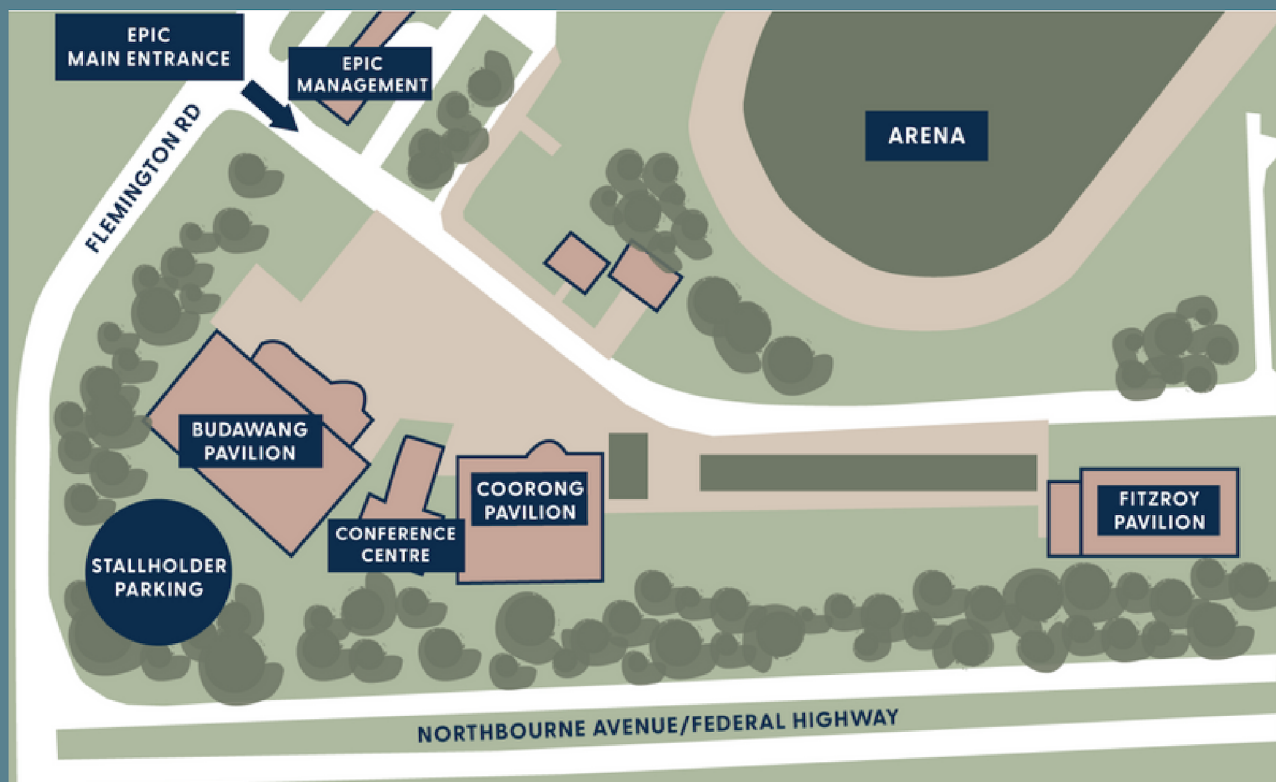 EPIC
MAIN ENTRANCE
EPIC
MANAGEMENT
ARENA
FLEMINGTON RD
BUDAWANG
PAVILION
COORONG
PAVILION
FITZROY
PAVILION
CONFERENCE
CENTRE
STALLHOLDER
PARKING
NORTHBOURNE AVENUE/FEDERAL HIGHWAY